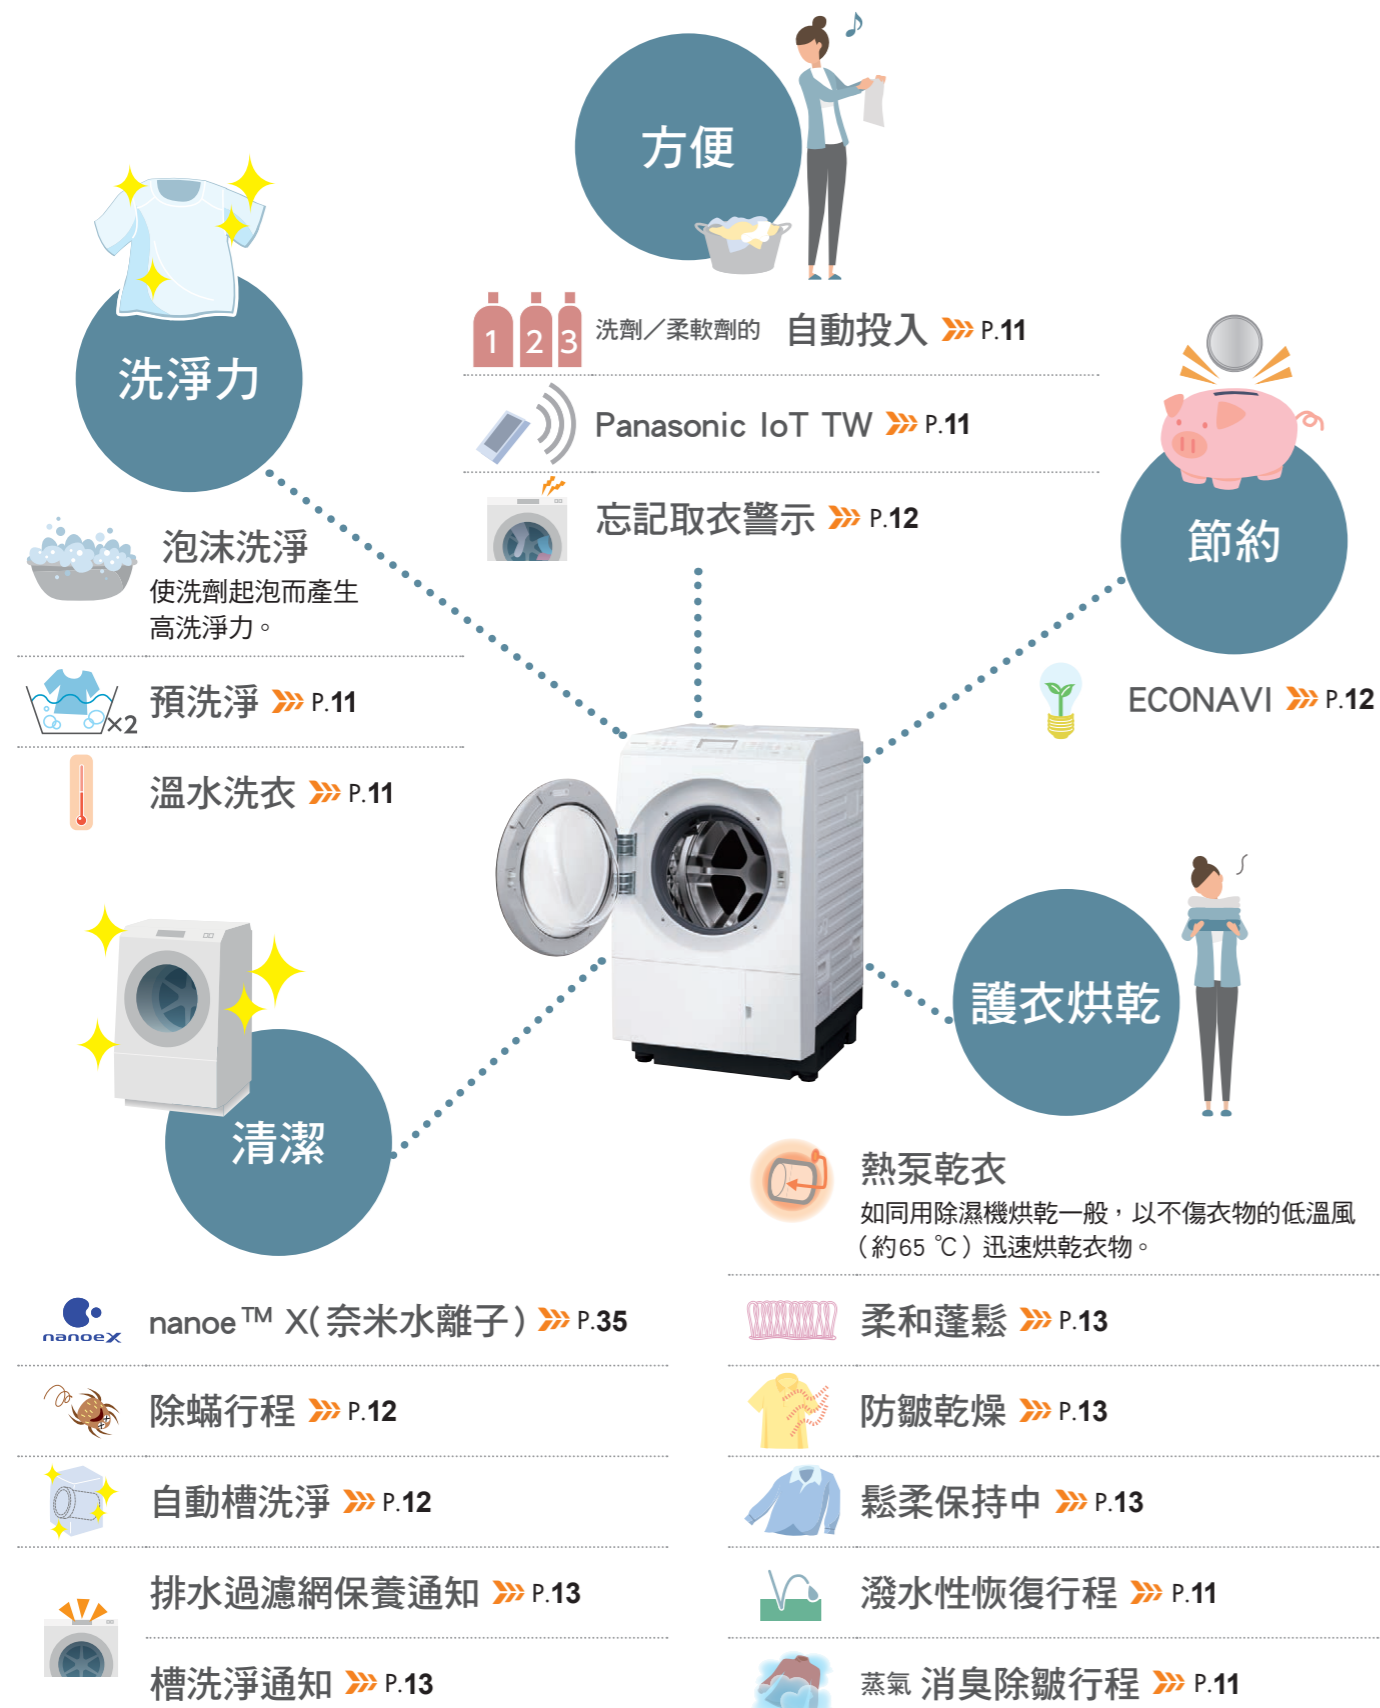 方便
洗劑／柔軟劑的 自動投入 P.11
1 2 3
Panasonic IoT TW P.11
忘記取衣警示 P.12
洗淨力
泡沫洗淨
使洗劑起泡而產生
高洗淨力。
預洗淨 P.11
×2
溫水洗衣 P.11
節約
ECONAVI P.12
護衣烘乾
熱泵乾衣
如同用除濕機烘乾一般，以不傷衣物的低溫風
（約65 ℃）迅速烘乾衣物。
柔和蓬鬆 P.13
防皺乾燥 P.13
鬆柔保持中 P.13
潑水性恢復行程 P.11
蒸氣 消臭除皺行程 P.11
清潔
nanoeX
nanoe™ X(奈米水離子) P.35
除蟎行程 P.12
自動槽洗淨 P.12
排水過濾網保養通知 P.13
槽洗淨通知 P.13